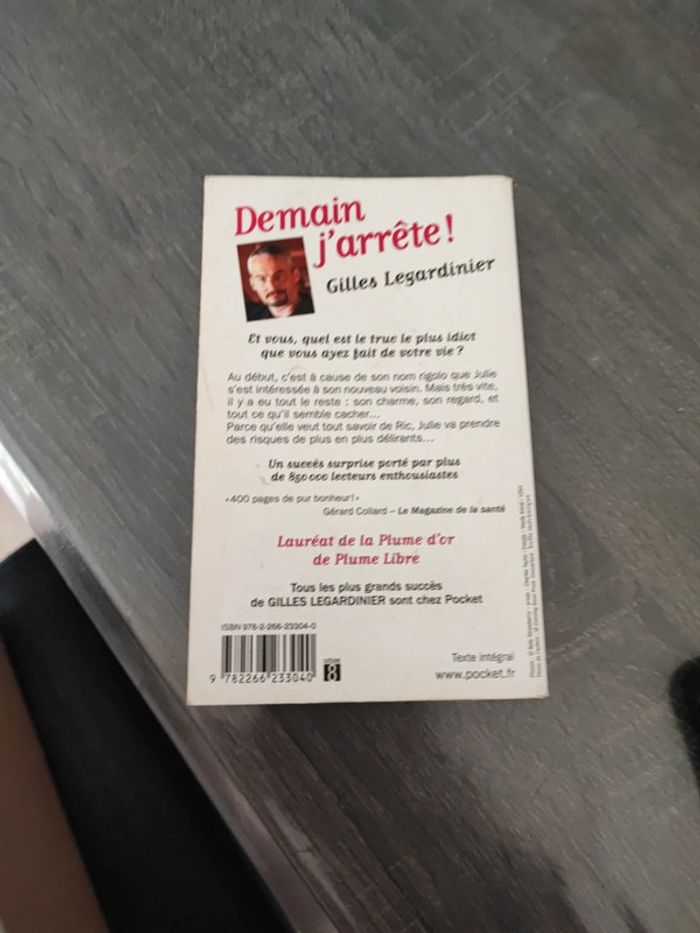 Demain
j'arrête !
Gilles Legardinier
Et vous, quel est le truc le plus idiot
que vous ayez fait de votre vie ?
Au début, c'est à cause de son nom rigolo que Julie
s'est intéressée à son nouveau voisin. Mais très vite,
il y a eu tout le reste : son charme, son regard, et
tout ce qu'il semble cacher...
Parce qu'elle veut tout savoir de Ric, Julie va prendre
des risques de plus en plus délirants...
Un succès surprise porté par plus
de 850 000 lecteurs enthousiastes
« 400 pages de pur bonheur ! »
Gérard Collard – Le Magazine de la santé
Lauréat de la Plume d'or
de Plume Libre
Tous les plus grands succès
de GILLES LEGARDINIER sont chez Pocket
ISBN 978-2-266-23304-0
9 782266 233040
8
Texte intégral
www.pocket.fr